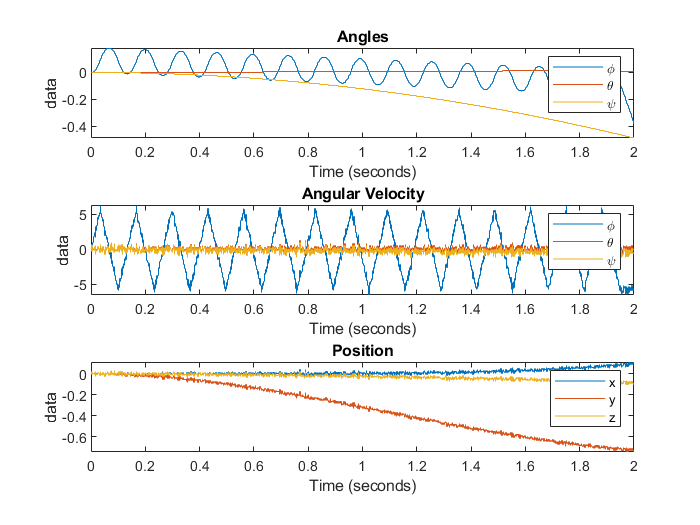 Angles
data
0
-0.2
-0.4
ϕ
θ
ψ
0 0.2 0.4 0.6 0.8 1 1.2 1.4 1.6 1.8 2
Time (seconds)
Angular Velocity
data
5
0
-5
ϕ
θ
ψ
0 0.2 0.4 0.6 0.8 1 1.2 1.4 1.6 1.8 2
Time (seconds)
Position
data
0
-0.2
-0.4
-0.6
x
y
z
0 0.2 0.4 0.6 0.8 1 1.2 1.4 1.6 1.8 2
Time (seconds)